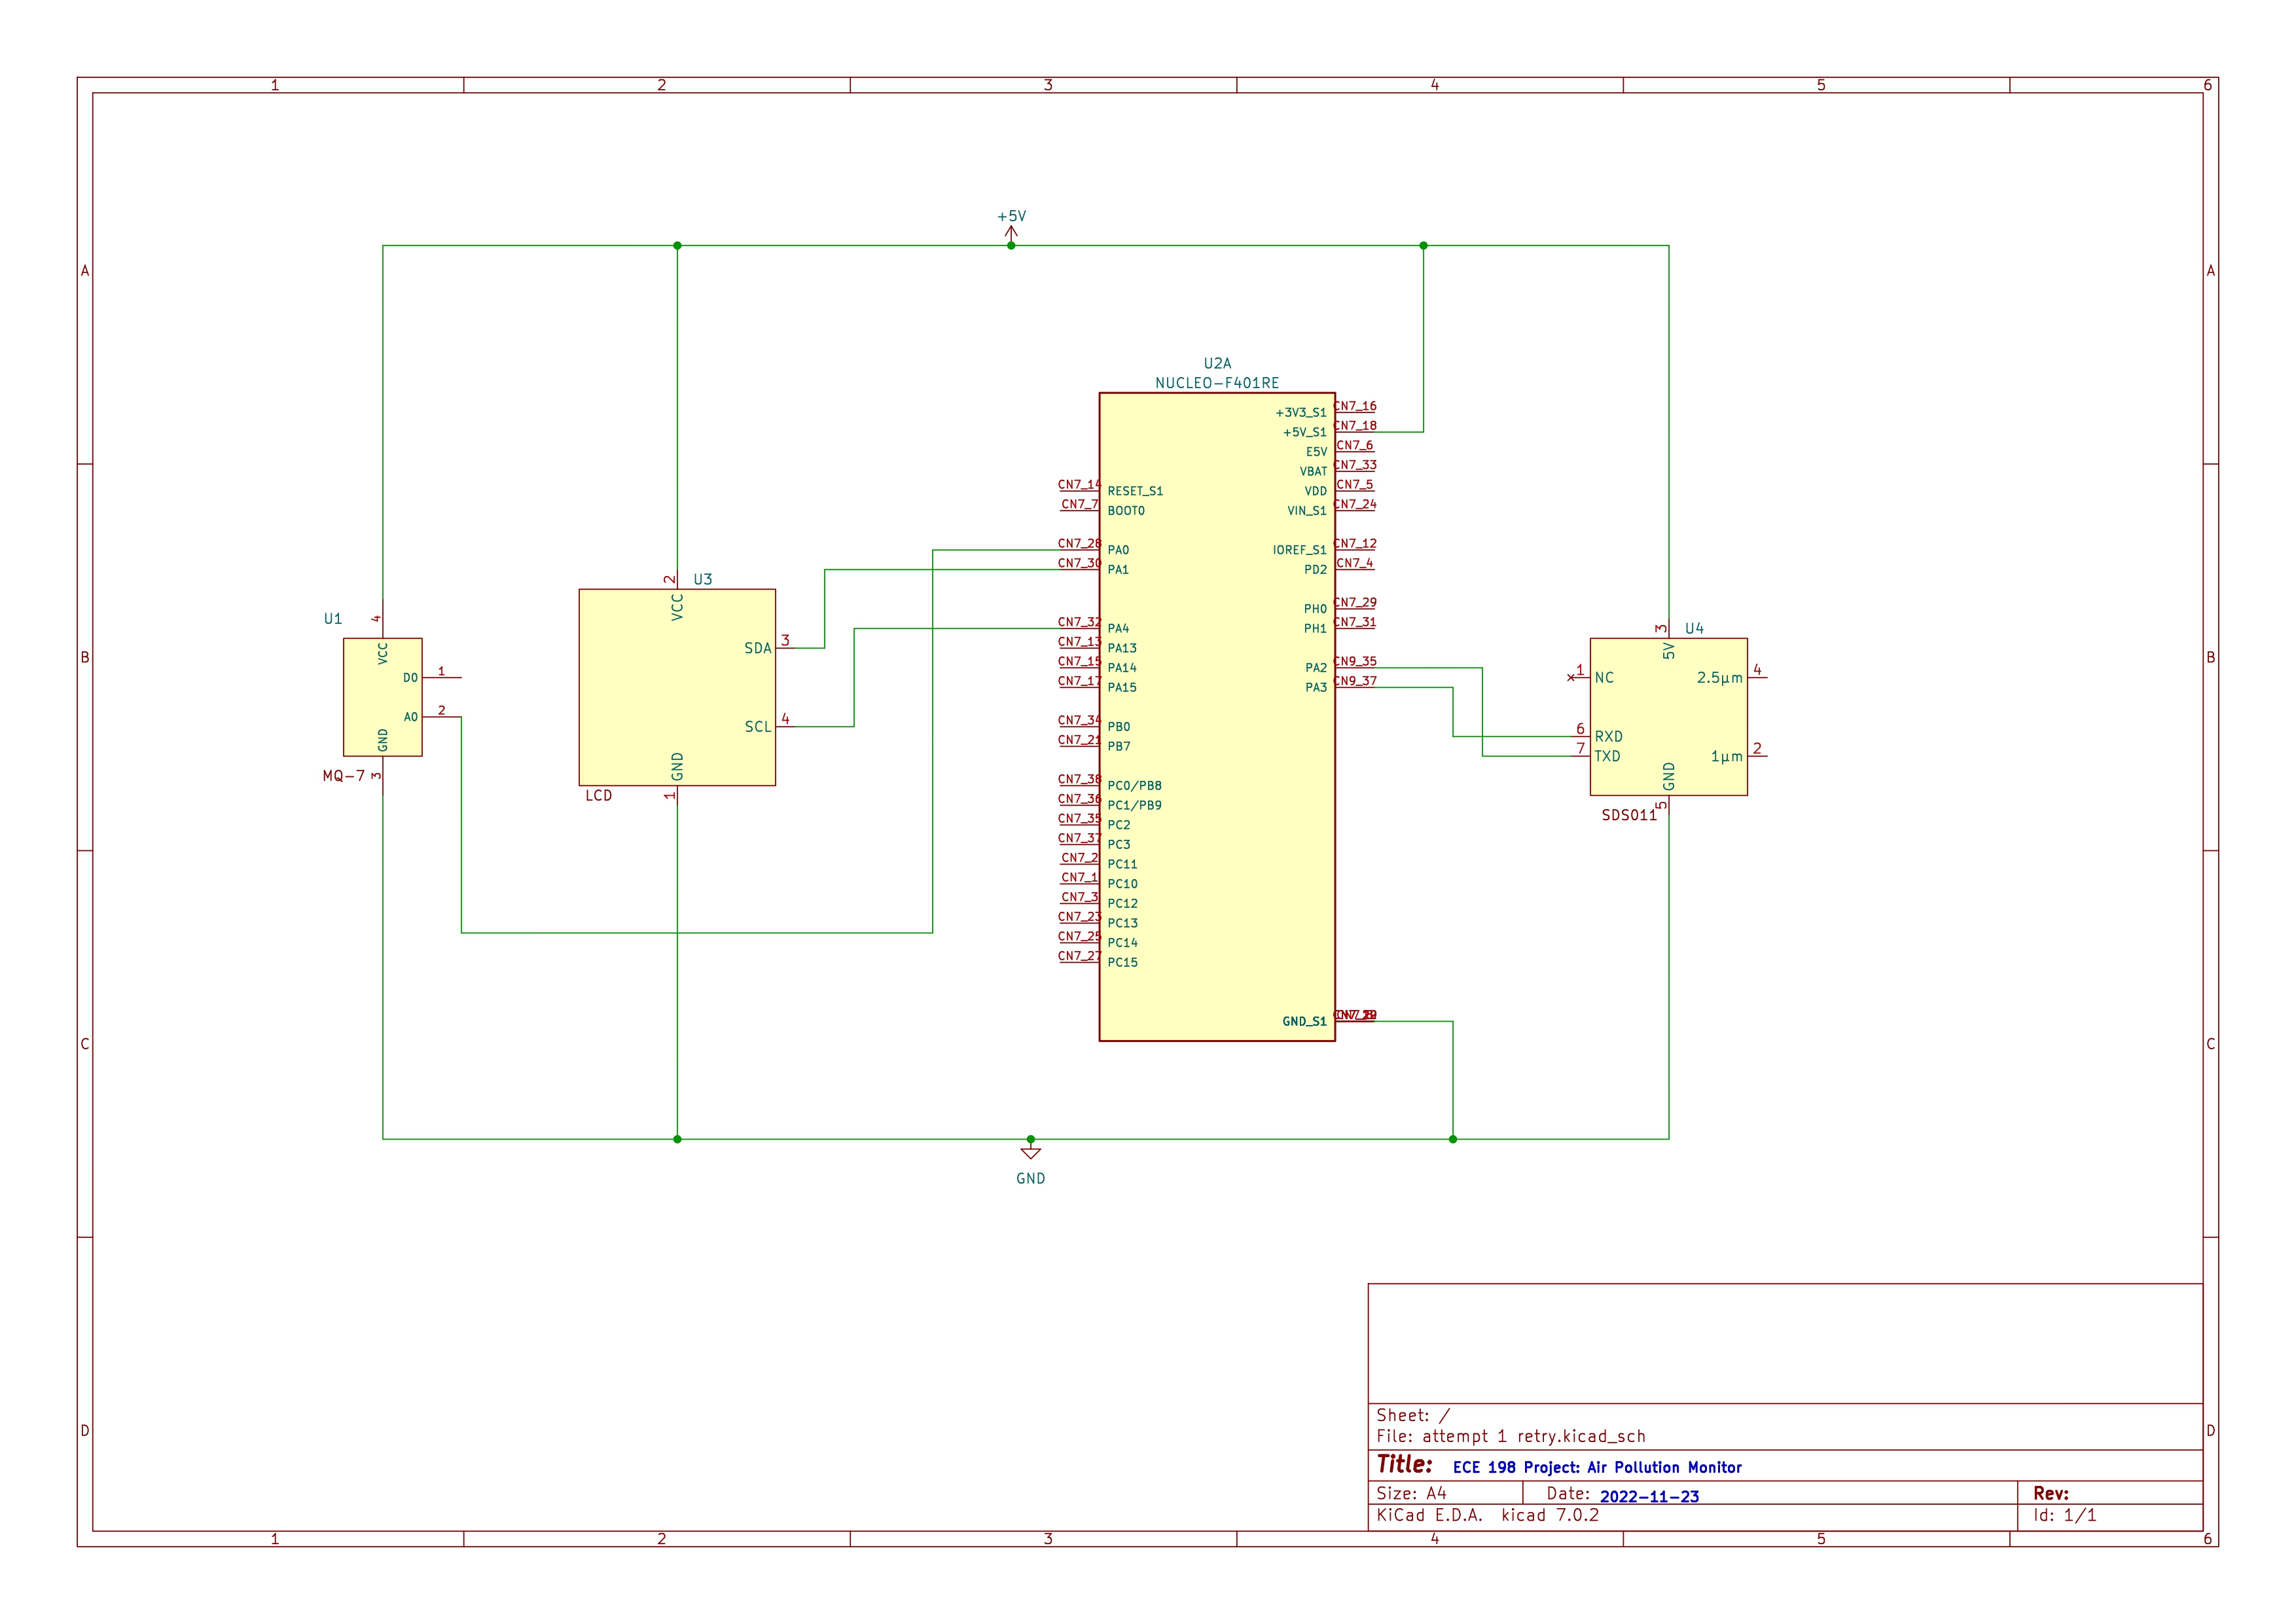 1 2 3 4 5 6
A A
B B
C C
D D
+5V
U2A
NUCLEO-F401RE
CN7_14 RESET_S1
CN7_7 BOOT0
CN7_28 PA0
CN7_30 PA1
CN7_32 PA4
CN7_13 PA13
CN7_15 PA14
CN7_17 PA15
CN7_34 PB0
CN7_21 PB7
CN7_38 PC0/PB8
CN7_36 PC1/PB9
CN7_35 PC2
CN7_37 PC3
CN7_2 PC11
CN7_1 PC10
CN7_3 PC12
CN7_23 PC13
CN7_25 PC14
CN7_27 PC15
+3V3_S1 CN7_16
+5V_S1 CN7_18
E5V CN7_6
VBAT CN7_33
VDD CN7_5
VIN_S1 CN7_24
IOREF_S1 CN7_12
PD2 CN7_4
PH0 CN7_29
PH1 CN7_31
PA2 CN9_35
PA3 CN9_37
GND_S1
U1
4
VCC
D0 1
A0 2
GND
3
MQ-7
2 U3
VCC
SDA 3
SCL 4
GND
1
LCD
3 U4
5V
1 NC
2.5µm 4
6 RXD
7 TXD
1µm 2
GND
5
SDS011
GND
Sheet: /
File: attempt 1 retry.kicad_sch
Title: ECE 198 Project: Air Pollution Monitor
Size: A4 Date: 2022-11-23 Rev:
KiCad E.D.A. kicad 7.0.2 Id: 1/1
1 2 3 4 5 6